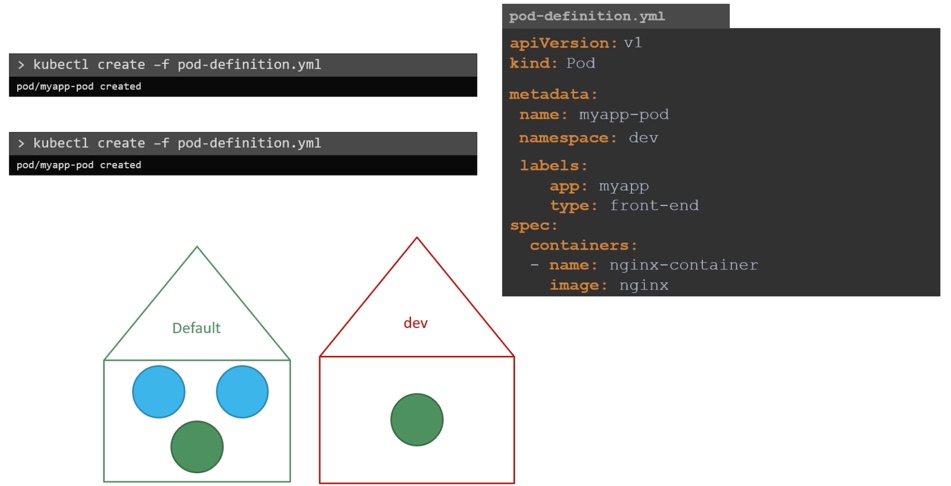 > kubectl create –f pod-definition.yml
pod/myapp-pod created
> kubectl create –f pod-definition.yml
pod/myapp-pod created
pod-definition.yml
apiVersion: v1
kind: Pod
metadata:
name: myapp-pod
namespace: dev
labels:
app: myapp
type: front-end
spec:
containers:
- name: nginx-container
image: nginx
Default
dev